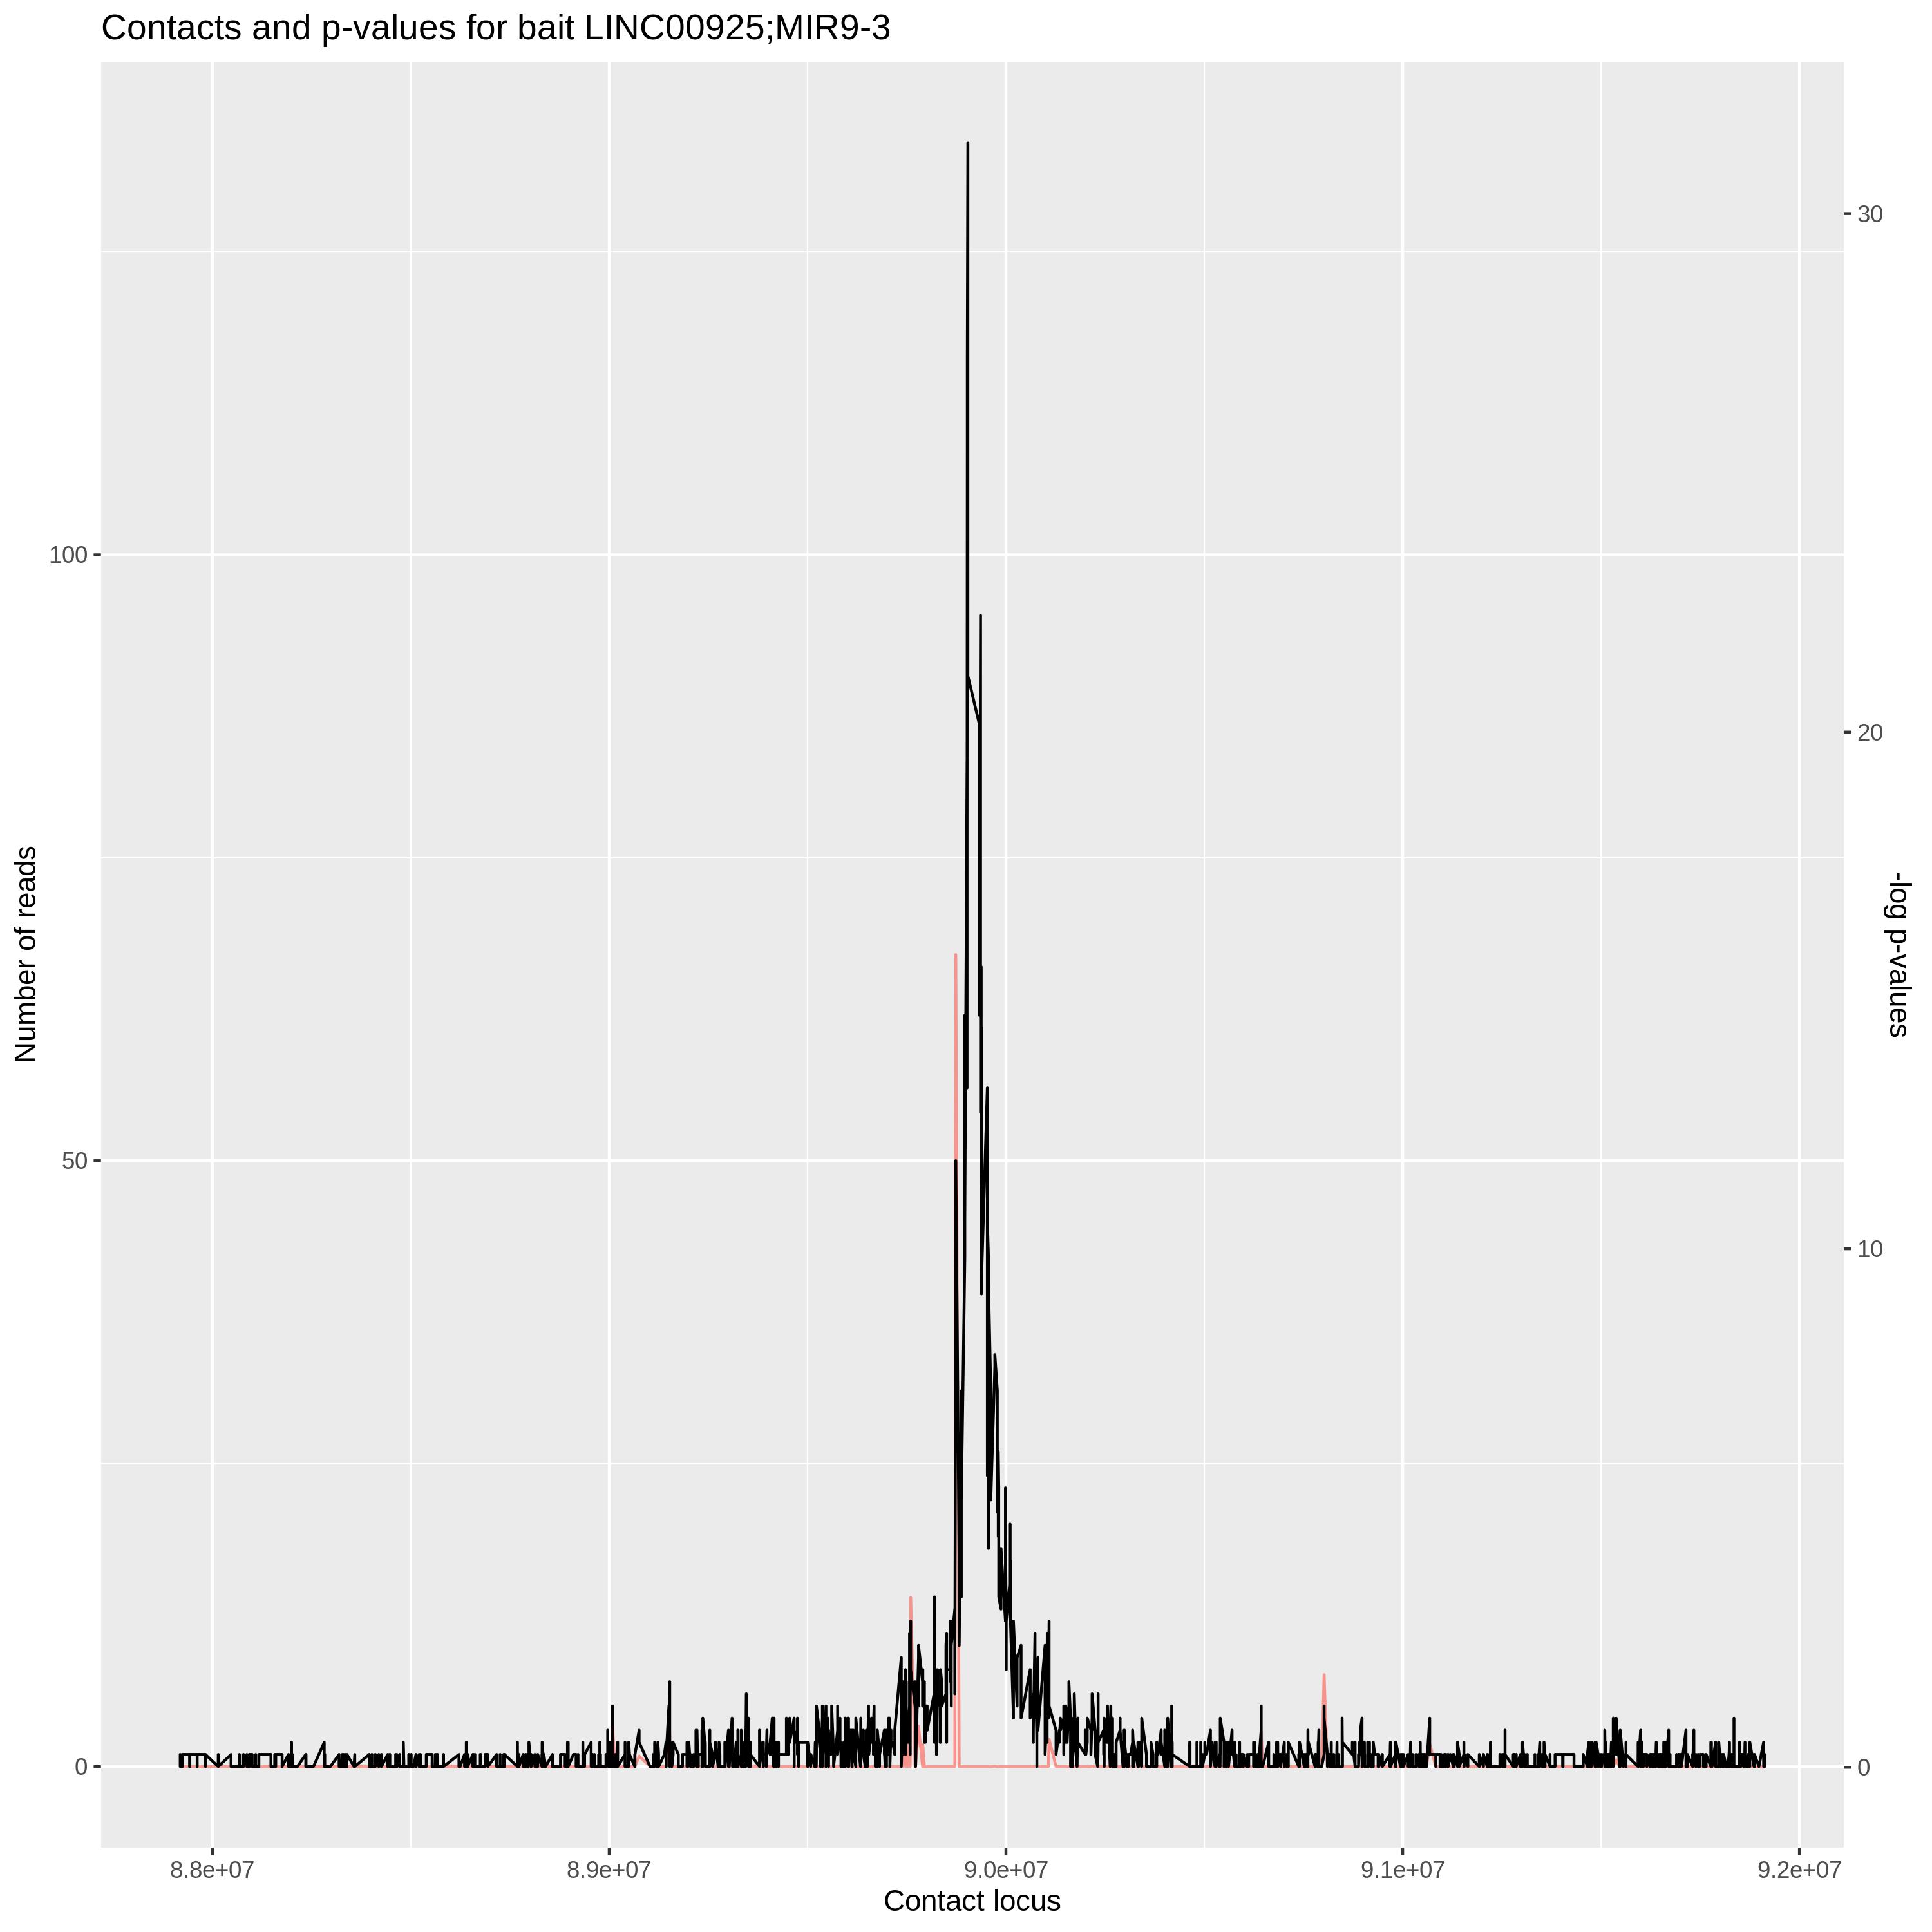 Contacts and p-values for bait LINC00925;MIR9-3
30
100
20
Number of reads
-log p-values
50
10
0
0
8.8e+07
8.9e+07
9.0e+07
9.1e+07
9.2e+07
Contact locus